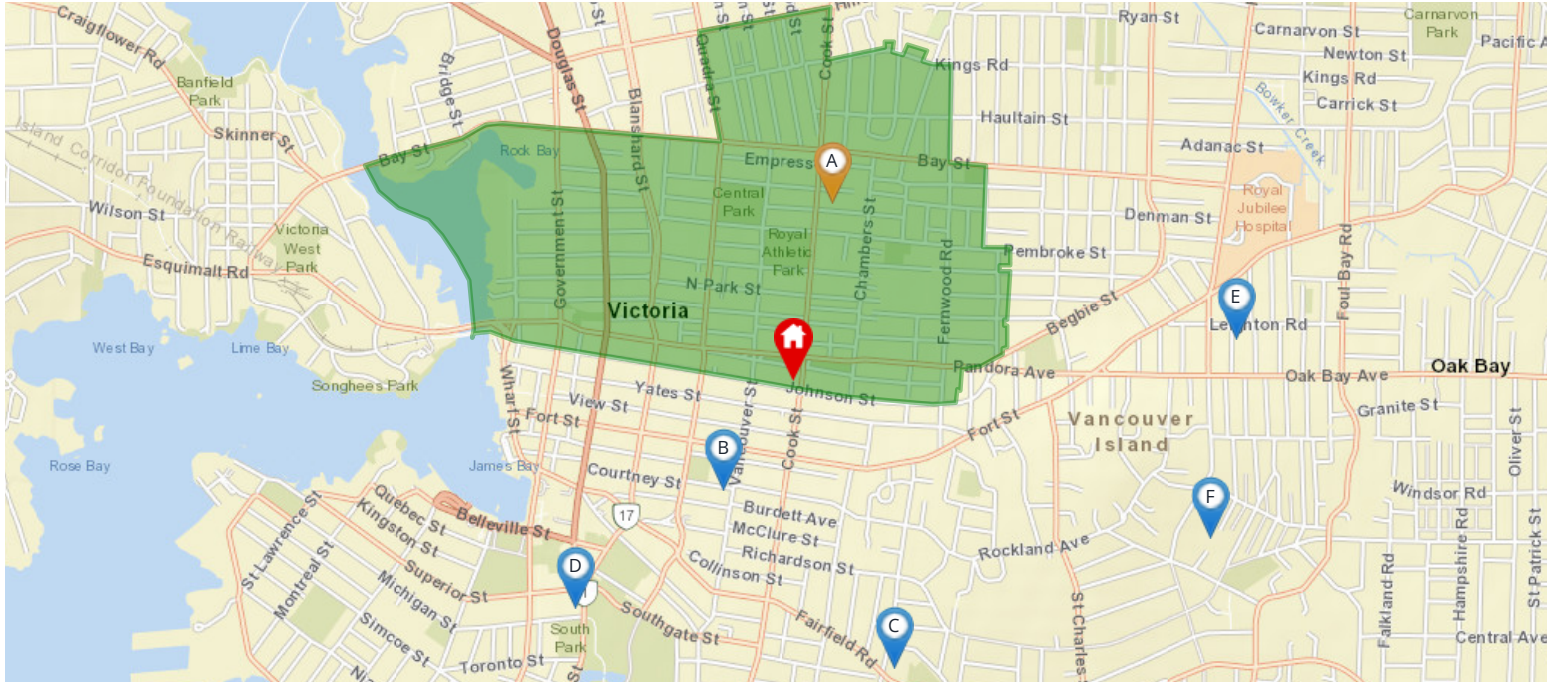 Craigflower Rd
Banfield
Park
Skinner St
Island Corridor Foundation Railway
Wilson St
Victoria
West
Park
Esquimalt Rd
West Bay
Lime Bay
Songhees Park
Rose Bay
James Bay
Bridge St
Douglas St
Blanshard St
Quadra St
Cook St
Bay St
Rock Bay
Government St
Empress
A
Bay St
Central
Park
Royal
Athletic
Park
Chambers St
Fernwood Rd
N Park St
Victoria
Kings Rd
Haultain St
Ryan St
Carnarvon St
Newton St
Kings Rd
Carrick St
Carnarvon
Park
Pacific A
Bowker Creek
Adanac St
Royal
Jubilee
Hospital
Denman St
Pembroke St
Begbie St
Foul Bay Rd
E
Leighton Rd
Oak Bay
Oak Bay Ave
Pandora Ave
Johnson St
Yates St
View St
Fort St
Wharf St
Vancouver St
Cook St
Fort St
Vancouver
Island
Granite St
Oliver St
B
Courtney St
Burdett Ave
McClure St
Richardson St
Collinson St
Rockland Ave
F
Windsor Rd
Hampshire Rd
St Patrick St
Falkland Rd
Central Ave
St Charles
17
Quebec St
Kingston St
Belleville St
St Lawrence St
Montreal St
Superior St
Michigan St
Simcoe St
Toronto St
D
South
Park
Southgate St
Fairfield Rd
C
St